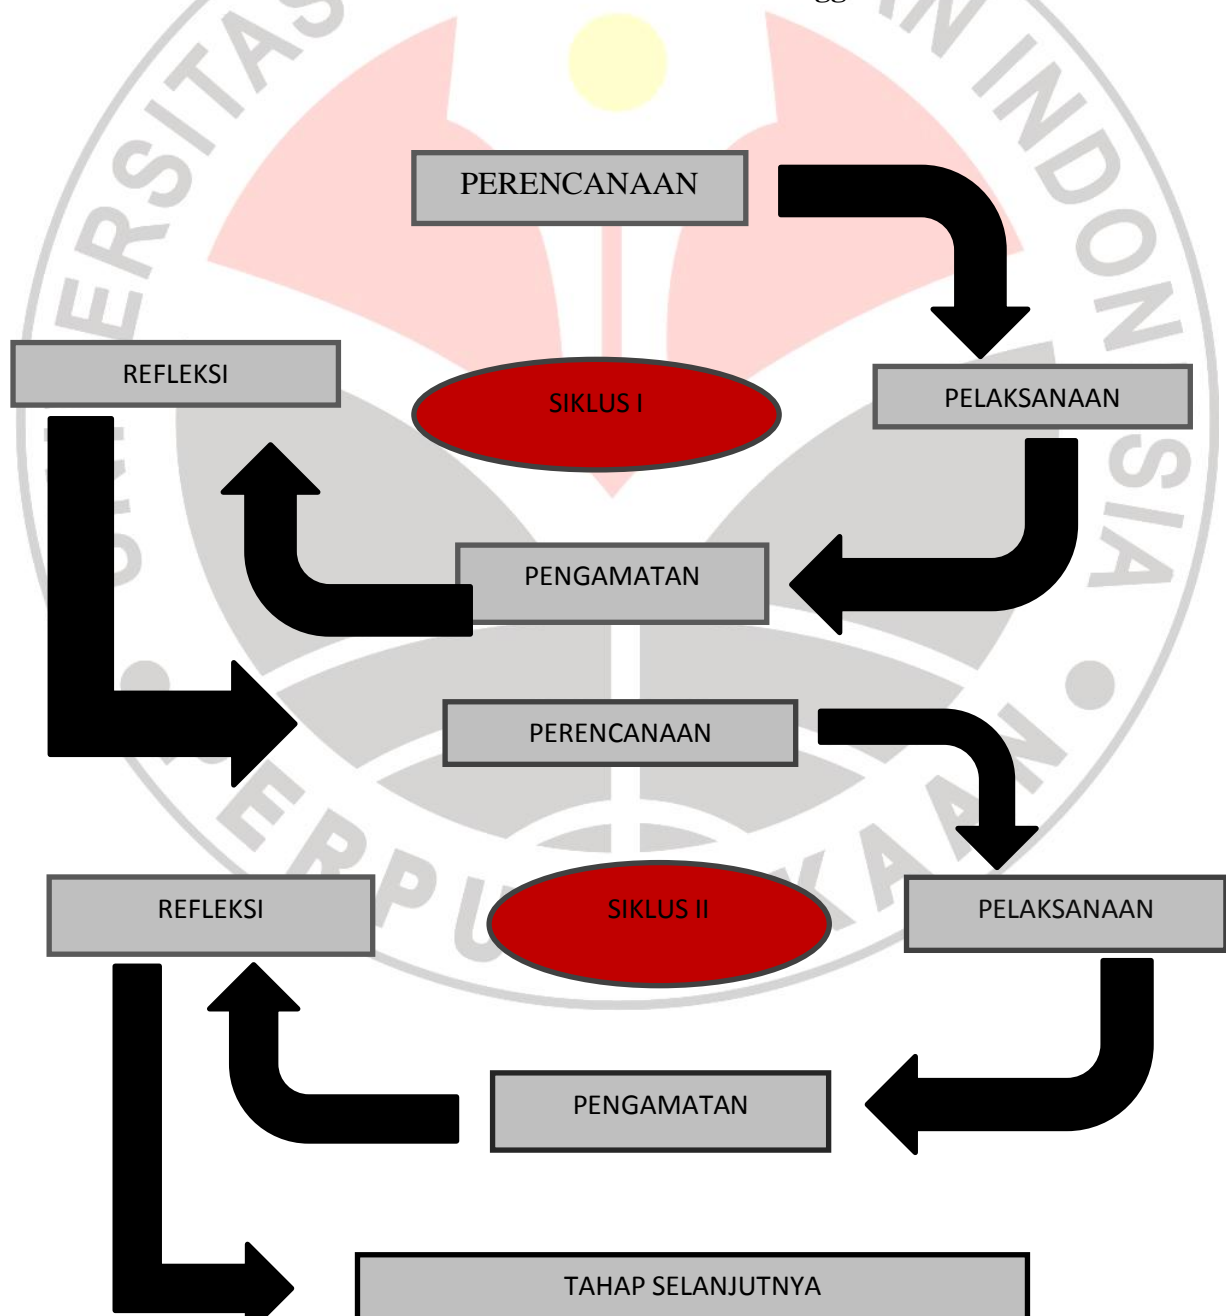 PERENCANAAN
REFLEKSI
SIKLUS I
PELAKSANAAN
PENGAMATAN
PERENCANAAN
REFLEKSI
SIKLUS II
PELAKSANAAN
PENGAMATAN
TAHAP SELANJUTNYA